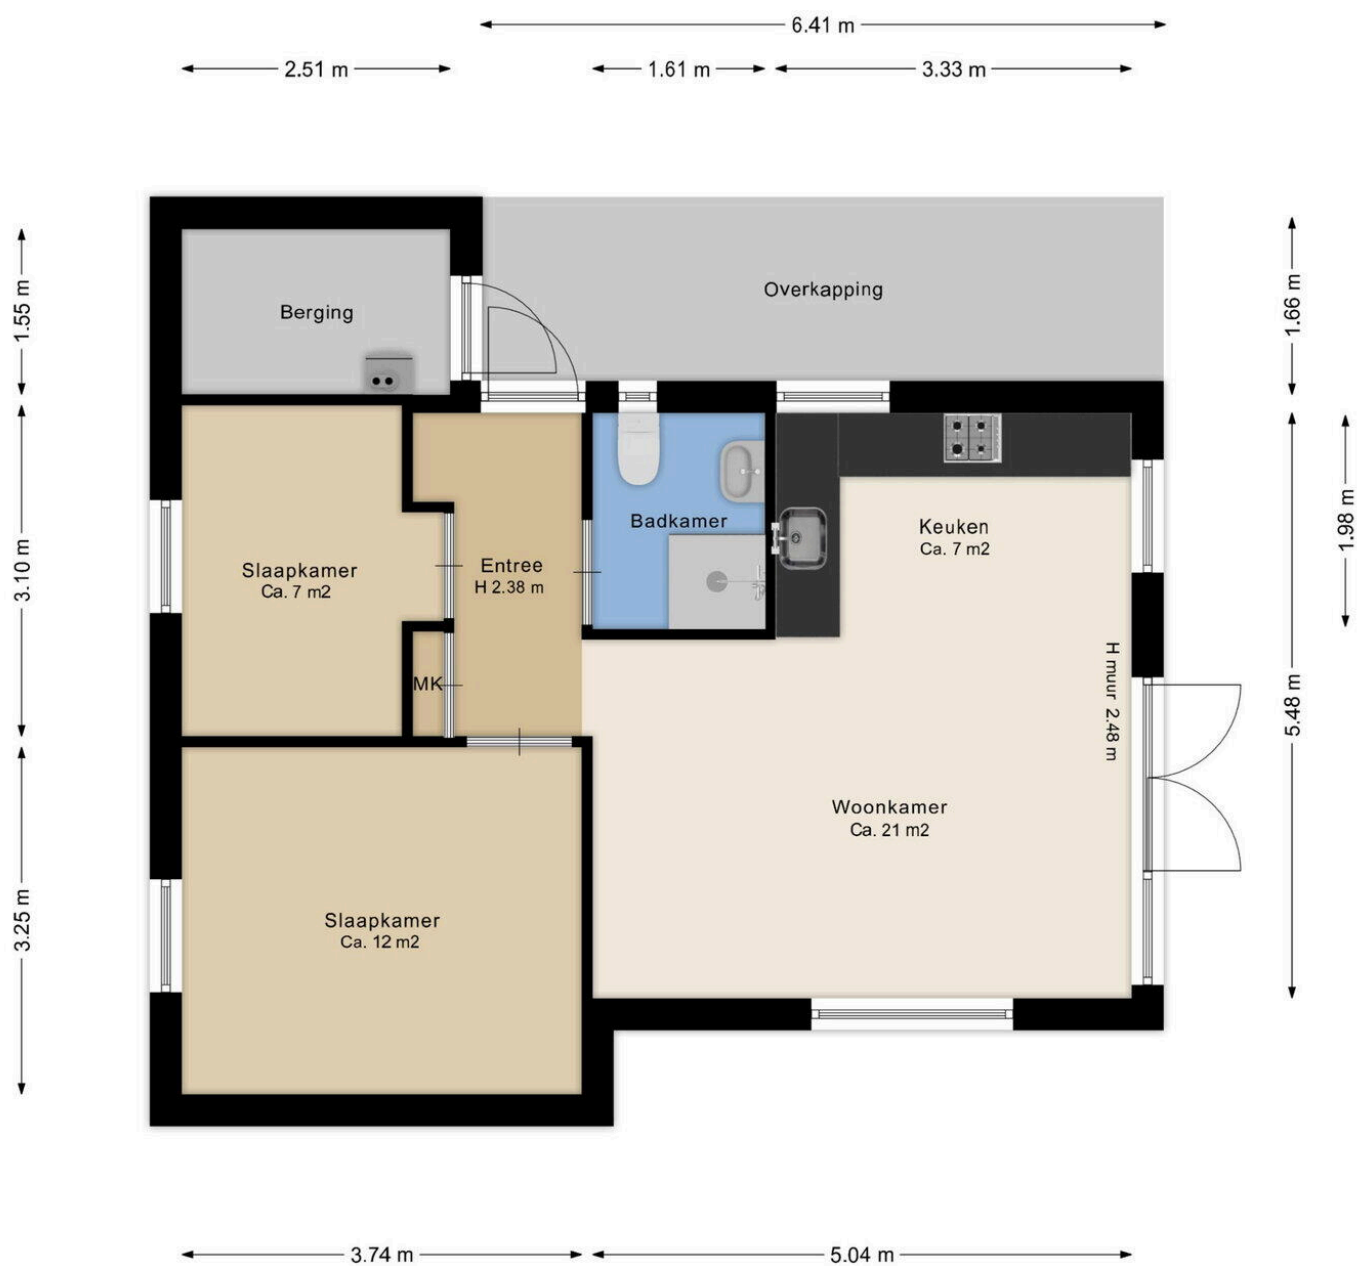 6.41 m
2.51 m
1.61 m
3.33 m
Berging
Overkapping
1.55 m
1.66 m
Badkamer
Keuken
Ca. 7 m2
1.98 m
Slaapkamer
Ca. 7 m2
Entree
H 2.38 m
3.10 m
MK
H muur 2.48 m
5.48 m
Woonkamer
Ca. 21 m2
Slaapkamer
Ca. 12 m2
3.25 m
3.74 m
5.04 m